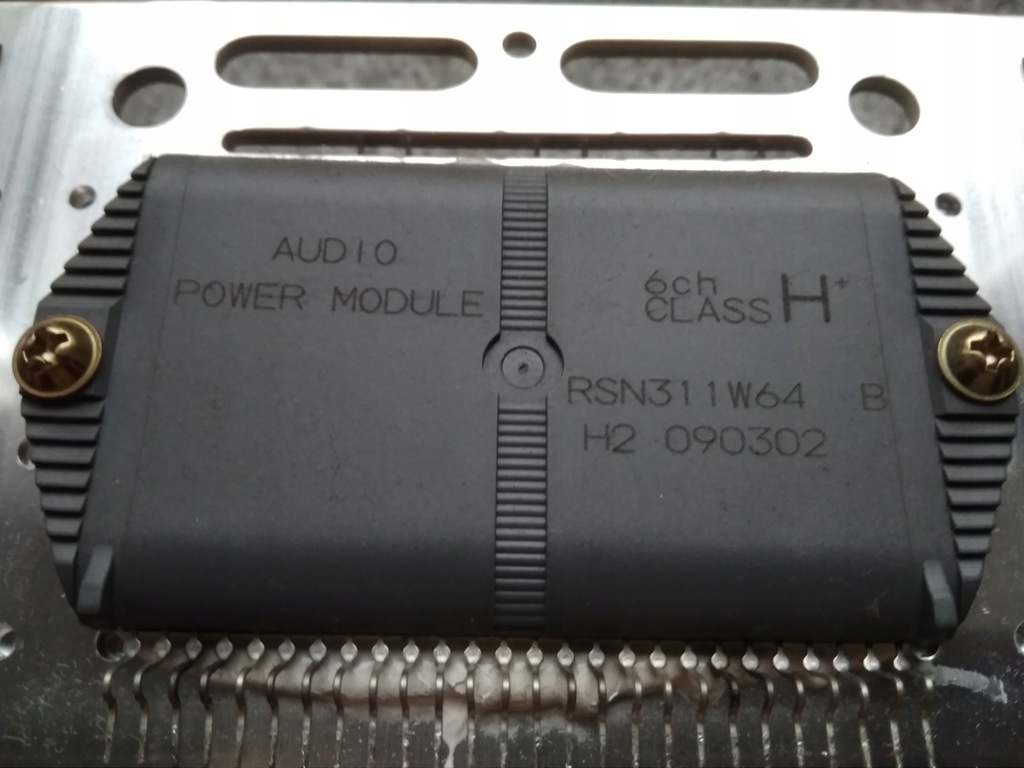 AUDIO
POWER MODULE
6ch
CLASS H+
RSN311W64 B
H2 090302